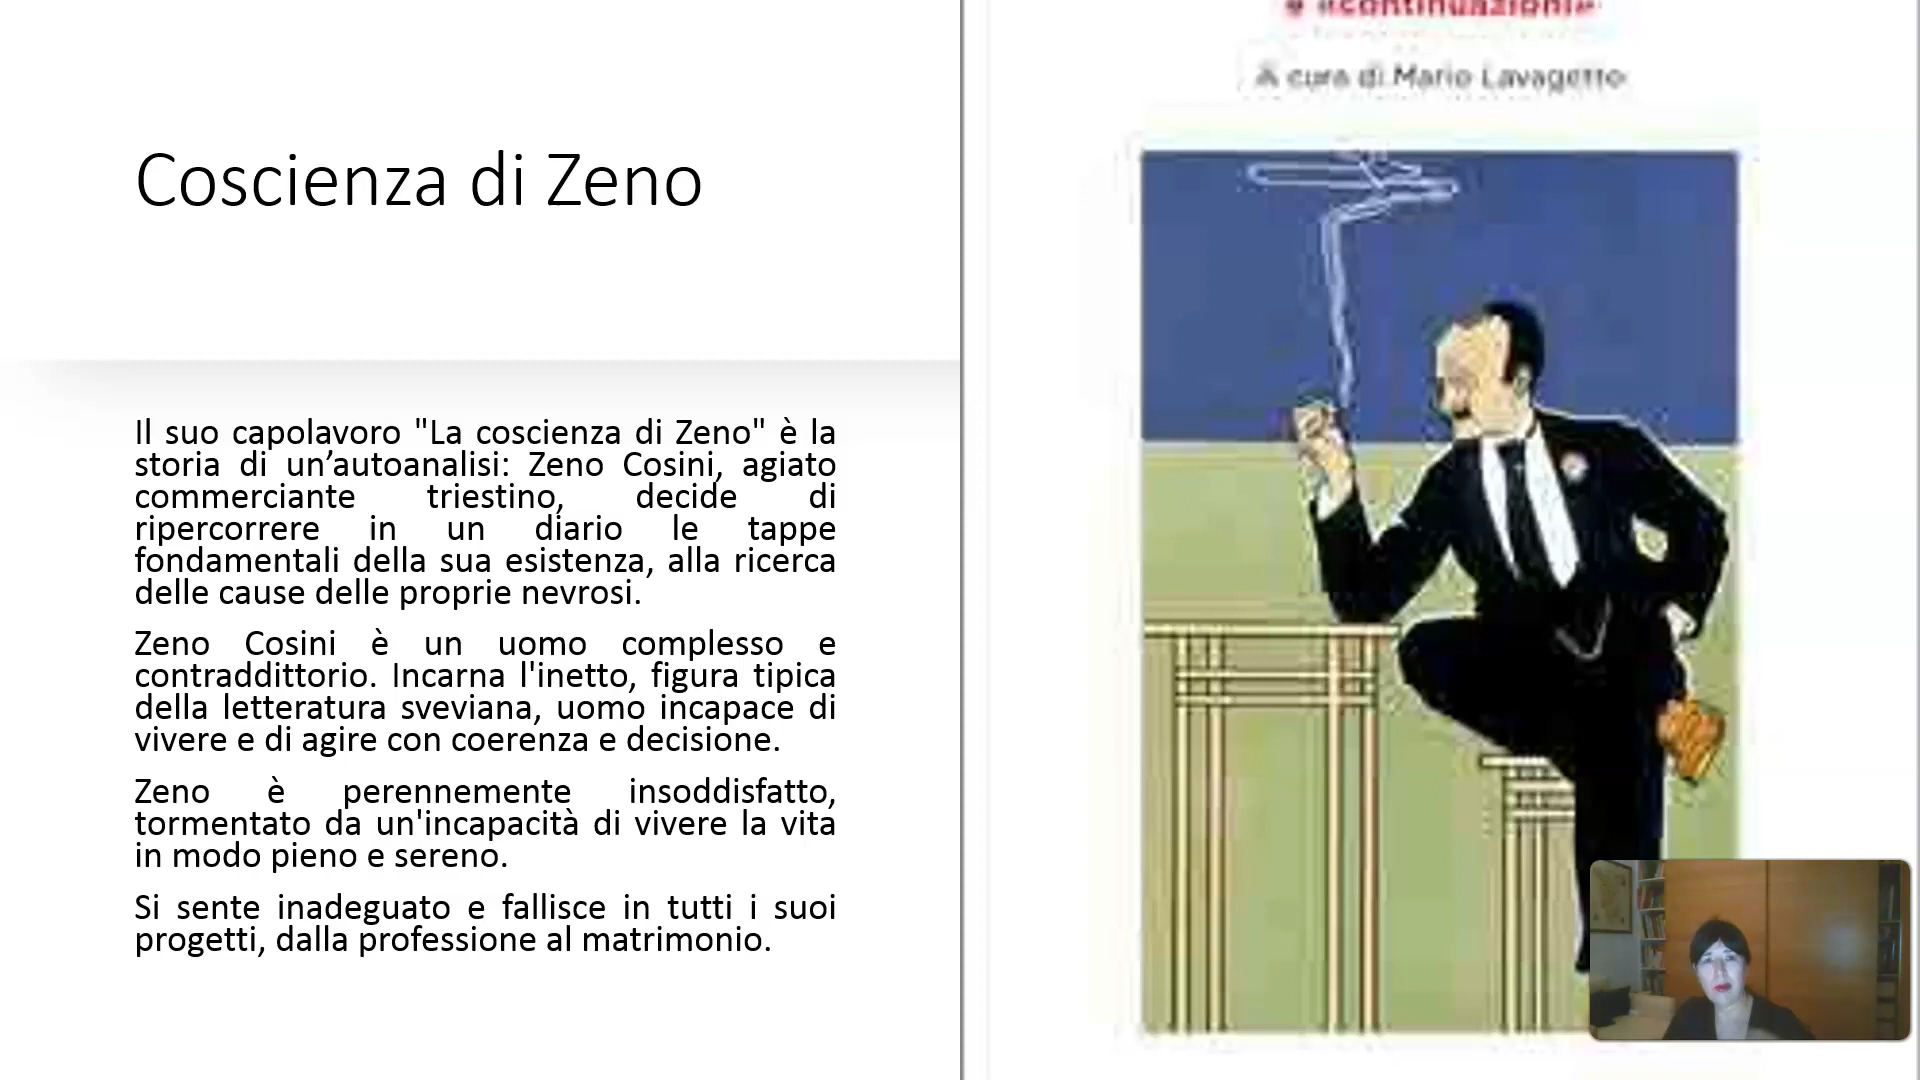 Coscienza di Zeno
Il suo capolavoro "La coscienza di Zeno" è la
storia di un’autoanalisi: Zeno Cosini, agiato
commerciante triestino, decide di
ripercorrere in un diario le tappe
fondamentali della sua esistenza, alla ricerca
delle cause delle proprie nevrosi.
Zeno Cosini è un uomo complesso e
contraddittorio. Incarna l'inetto, figura tipica
della letteratura sveviana, uomo incapace di
vivere e di agire con coerenza e decisione.
Zeno è perennemente insoddisfatto,
tormentato da un'incapacità di vivere la vita
in modo pieno e sereno.
Si sente inadeguato e fallisce in tutti i suoi
progetti, dalla professione al matrimonio.
e «continuazioni»
A cura di Mario Lavagetto